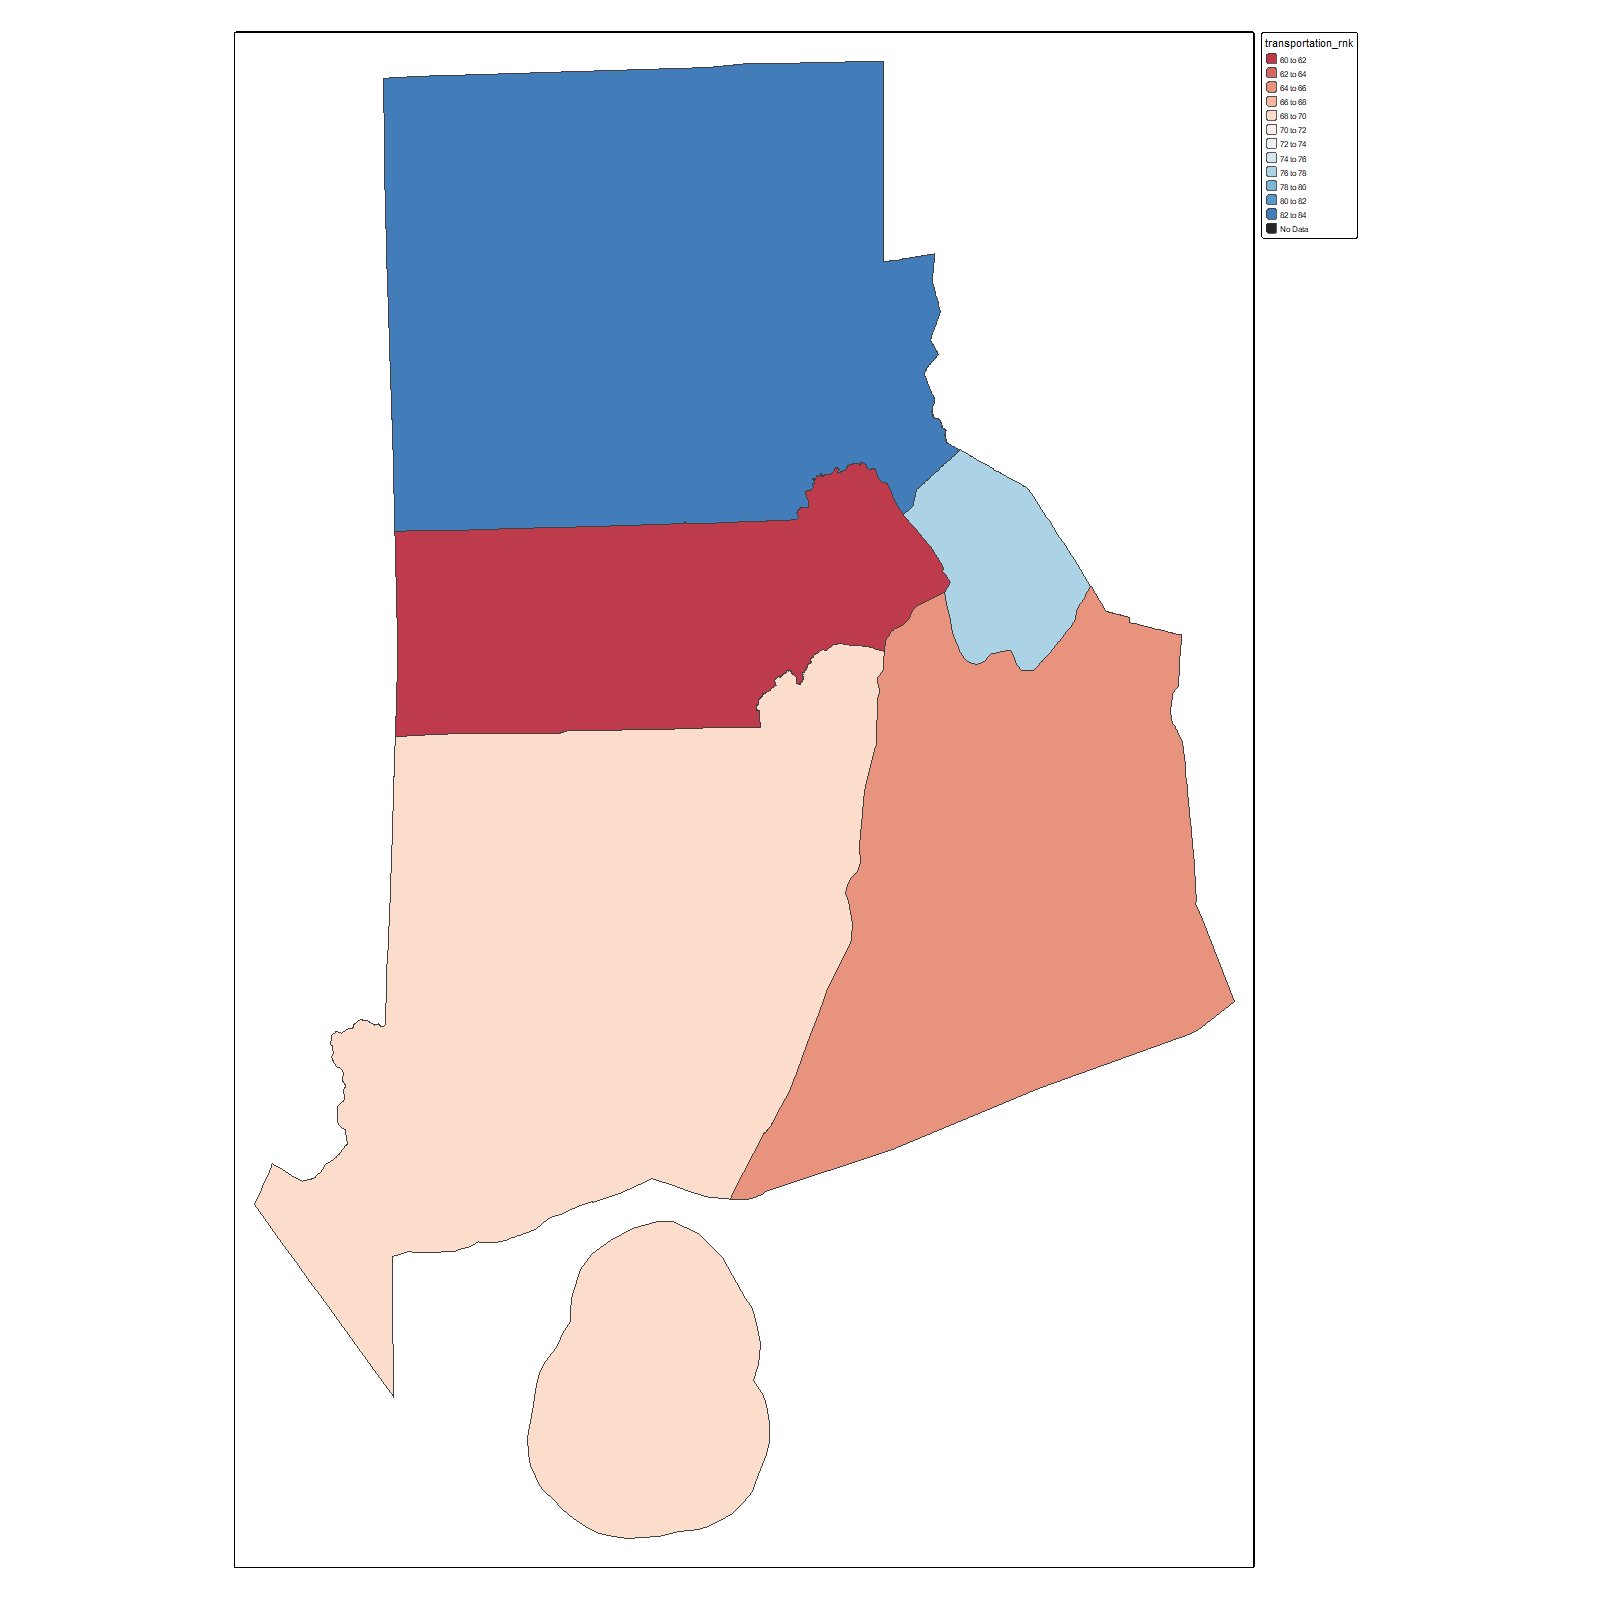 transportation_rnk
60 to 62
62 to 64
64 to 66
66 to 68
68 to 70
70 to 72
72 to 74
74 to 76
76 to 78
78 to 80
80 to 82
82 to 84
No Data